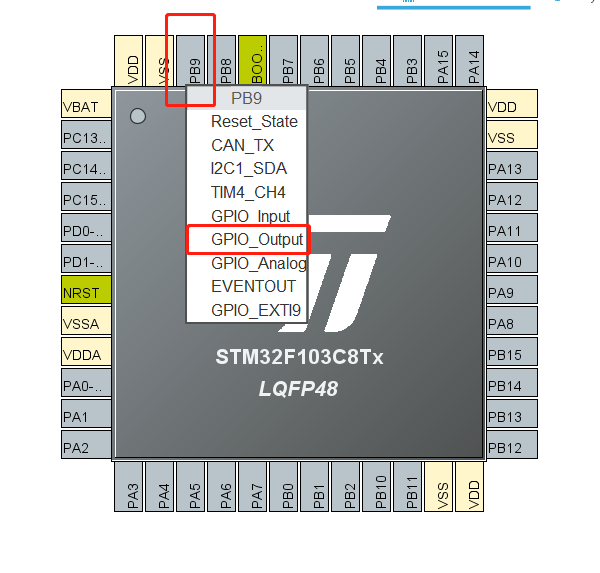 VDD
VSS
PB9
PB8
BOO..
PB7
PB6
PB5
PB4
PB3
PA15
PA14
VBAT
PC13..
PC14..
PC15..
PD0-..
PD1-..
NRST
VSSA
VDDA
PA0-..
PA1
PA2
PB9
Reset_State
CAN_TX
I2C1_SDA
TIM4_CH4
GPIO_Input
GPIO_Output
GPIO_Analog
EVENTOUT
GPIO_EXTI9
STM32F103C8Tx
LQFP48
VDD
VSS
PA13
PA12
PA11
PA10
PA9
PA8
PB15
PB14
PB13
PB12
PA3
PA4
PA5
PA6
PA7
PB0
PB1
PB2
PB10
PB11
VSS
VDD